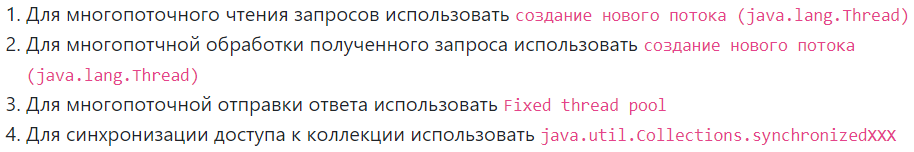 1. Для многопоточного чтения запросов использовать создание нового потока (java.lang.Thread)
2. Для многопотчной обработки полученного запроса использовать создание нового потока
(java.lang.Thread)
3. Для многопоточной отправки ответа использовать Fixed thread pool
4. Для синхронизации доступа к коллекции использовать java.util.Collections.synchronizedXXX